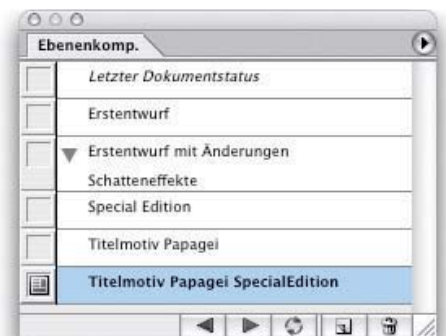 Ebenenkomp.
Letzter Dokumentstatus
Erstentwurf
Erstentwurf mit Änderungen
Schatteneffekte
Special Edition
Titelmotiv Papagei
Titelmotiv Papagei SpecialEdition